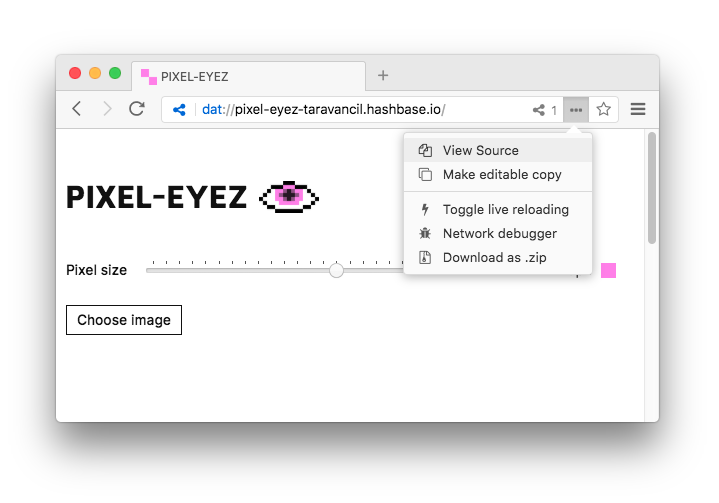 PIXEL-EYEZ
dat://pixel-eyez-taravancil.hashbase.io/
1
View Source
Make editable copy
Toggle live reloading
Network debugger
Download as .zip
PIXEL-EYEZ
Pixel size
Choose image